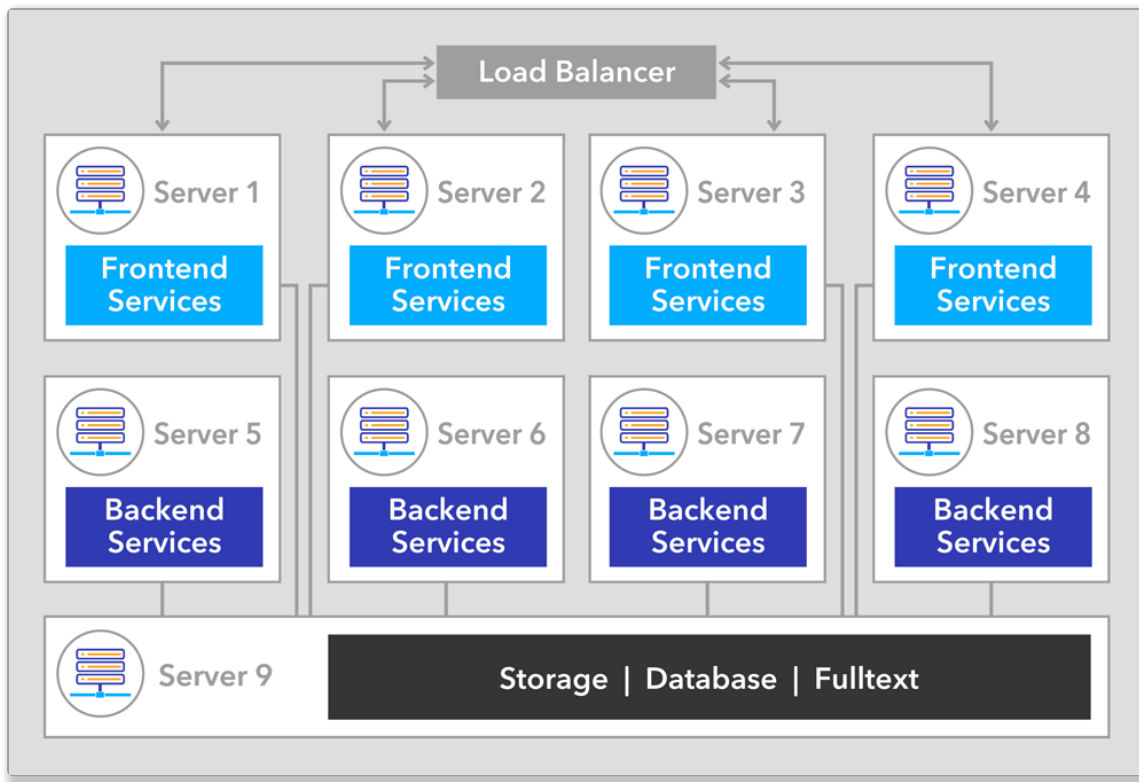 Load Balancer
Server 1
Server 2
Server 3
Server 4
Frontend
Services
Frontend
Services
Frontend
Services
Frontend
Services
Server 5
Server 6
Server 7
Server 8
Backend
Services
Backend
Services
Backend
Services
Backend
Services
Server 9
Storage | Database | Fulltext